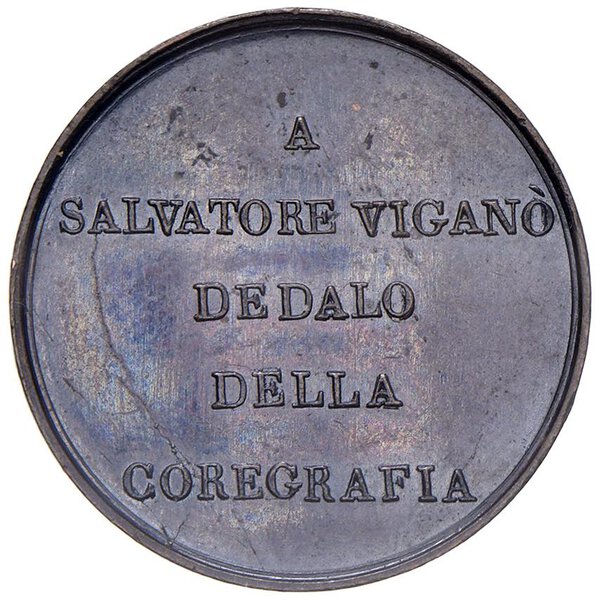 A
SALVATORE VIGANÒ
DEDALO
DELLA
COREGRAFIA